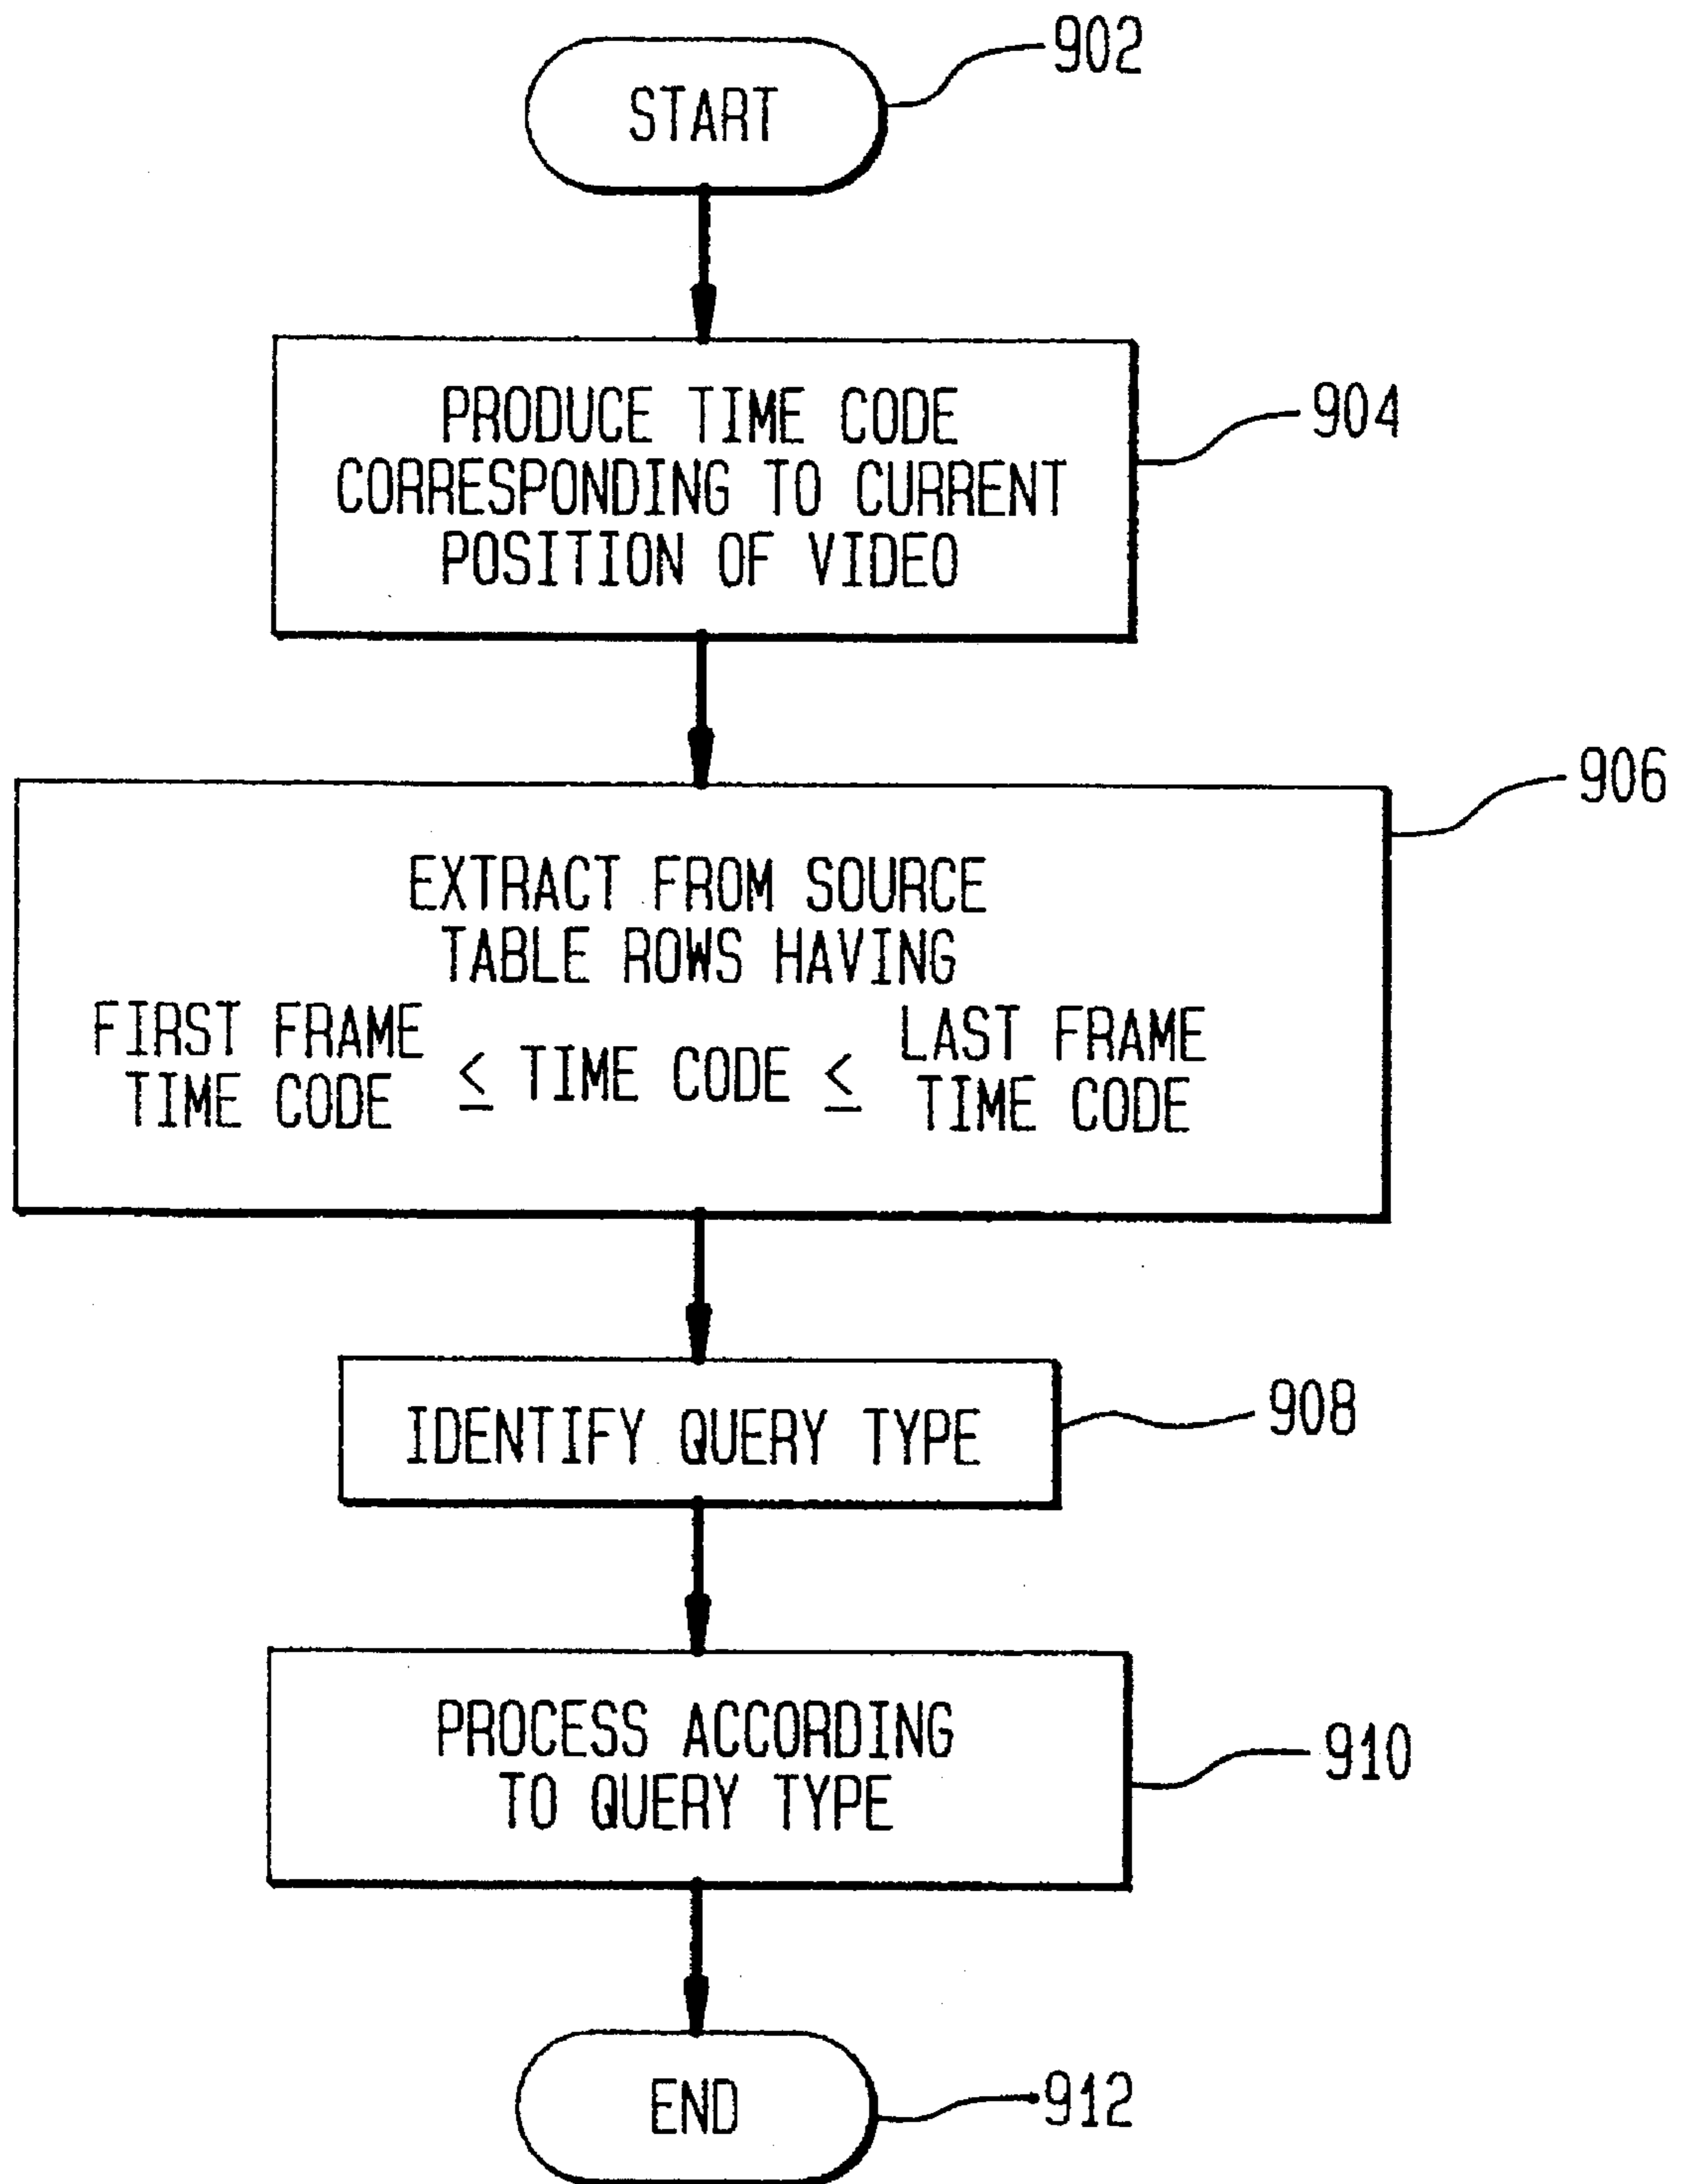 902
START
PRODUCE TIME CODE
CORRESPONDING TO CURRENT
POSITION OF VIDEO
904
906
EXTRACT FROM SOURCE
TABLE ROWS HAVING
FIRST FRAME
TIME CODE
≤ TIME CODE ≤
LAST FRAME
TIME CODE
IDENTIFY QUERY TYPE
908
PROCESS ACCORDING
TO QUERY TYPE
910
END
912